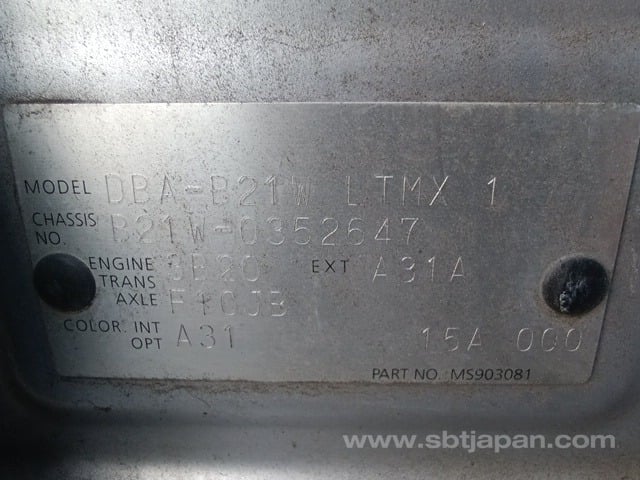 MODEL DBA-B21W LTMX 1
CHASSIS NO. B21W-0352647
ENGINE 3B20 EXT A31A
TRANS AXLE F1CJB
COLOR. INT OPT A31 15A 000
PART NO. MS903081
www.sbtjapan.com